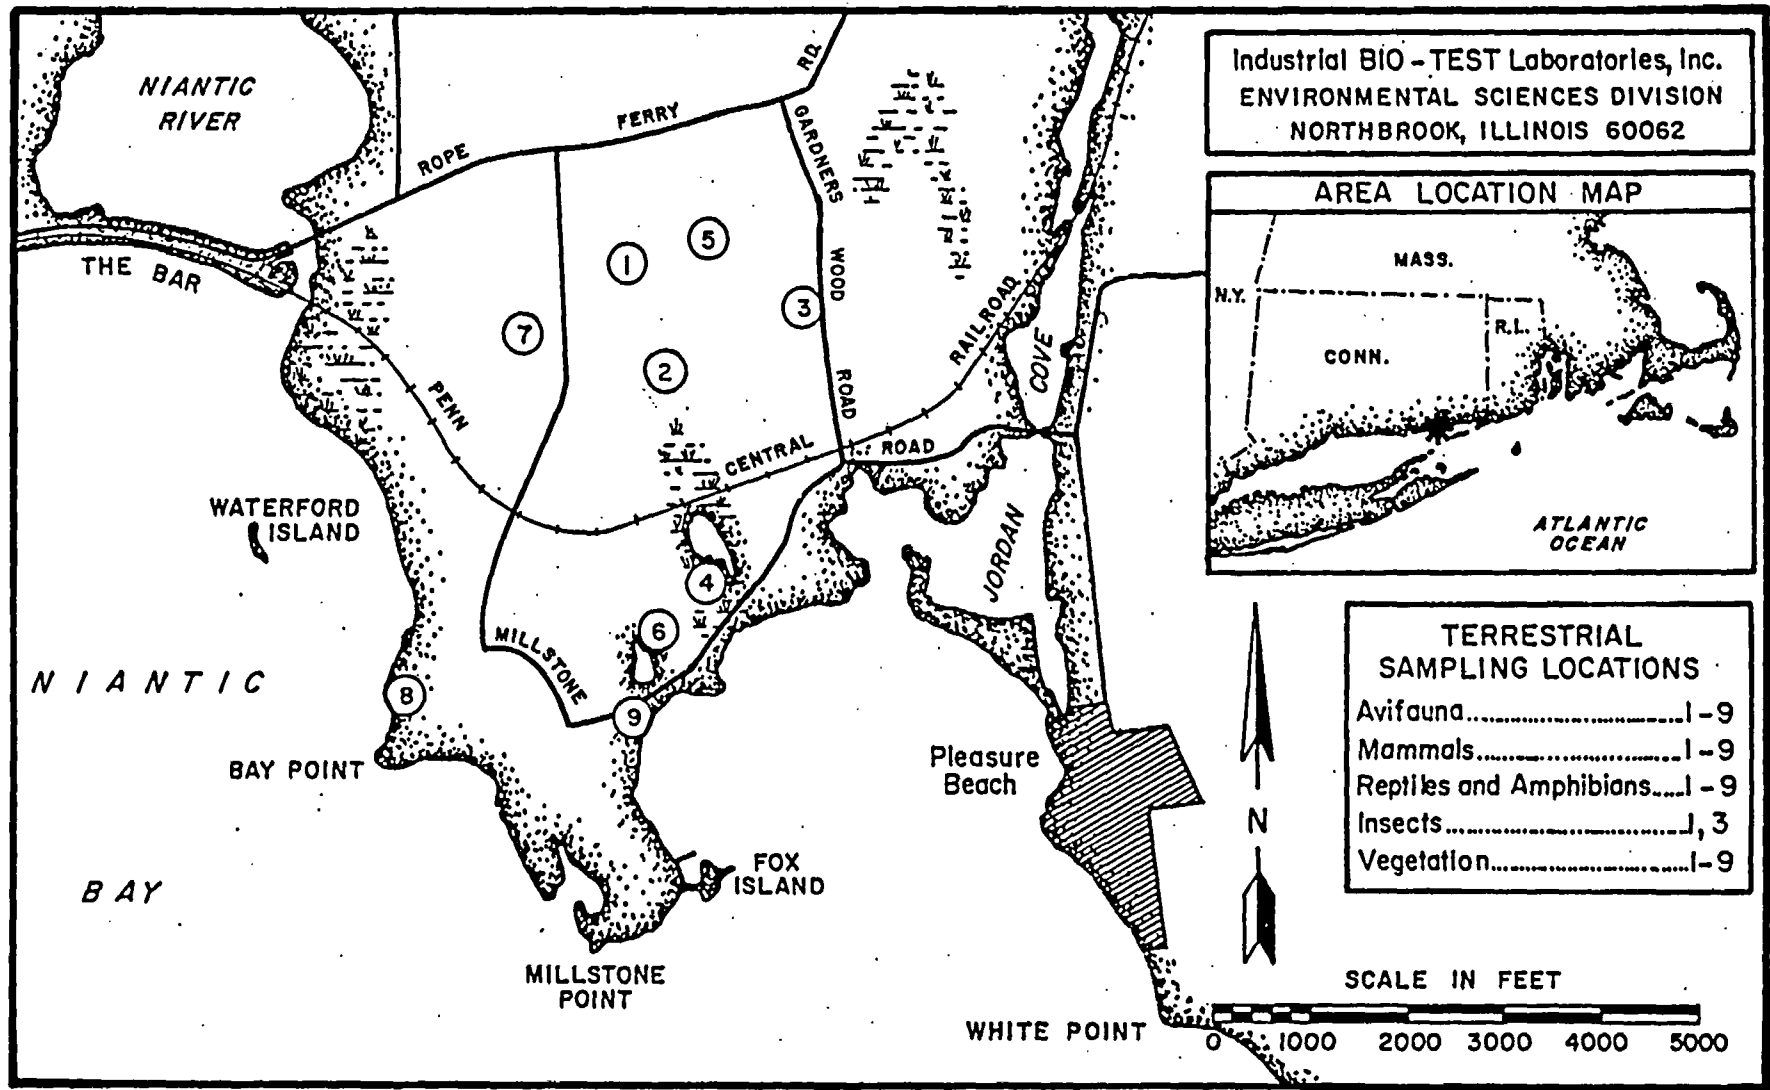 Industrial BIO-TEST Laboratories, Inc.
ENVIRONMENTAL SCIENCES DIVISION
NORTHBROOK, ILLINOIS 60062
AREA LOCATION MAP
MASS.
N.Y.
R.I.
CONN.
ATLANTIC
OCEAN
NIANTIC
RIVER
ROPE
FERRY
RD.
GARDNERS
WOOD
ROAD
THE BAR
1
5
3
7
2
PENN
CENTRAL
RAILROAD
COVE
ROAD
WATERFORD
ISLAND
JORDAN
4
6
MILLSTONE
8
9
NIANTIC
BAY
BAY POINT
Pleasure
Beach
FOX
ISLAND
MILLSTONE
POINT
WHITE POINT
TERRESTRIAL
SAMPLING LOCATIONS
Avifauna..............................1-9
Mammals............................1-9
Reptiles and Amphibians.....1-9
Insects.................................1,3
Vegetation...........................1-9
N
SCALE IN FEET
0 1000 2000 3000 4000 5000